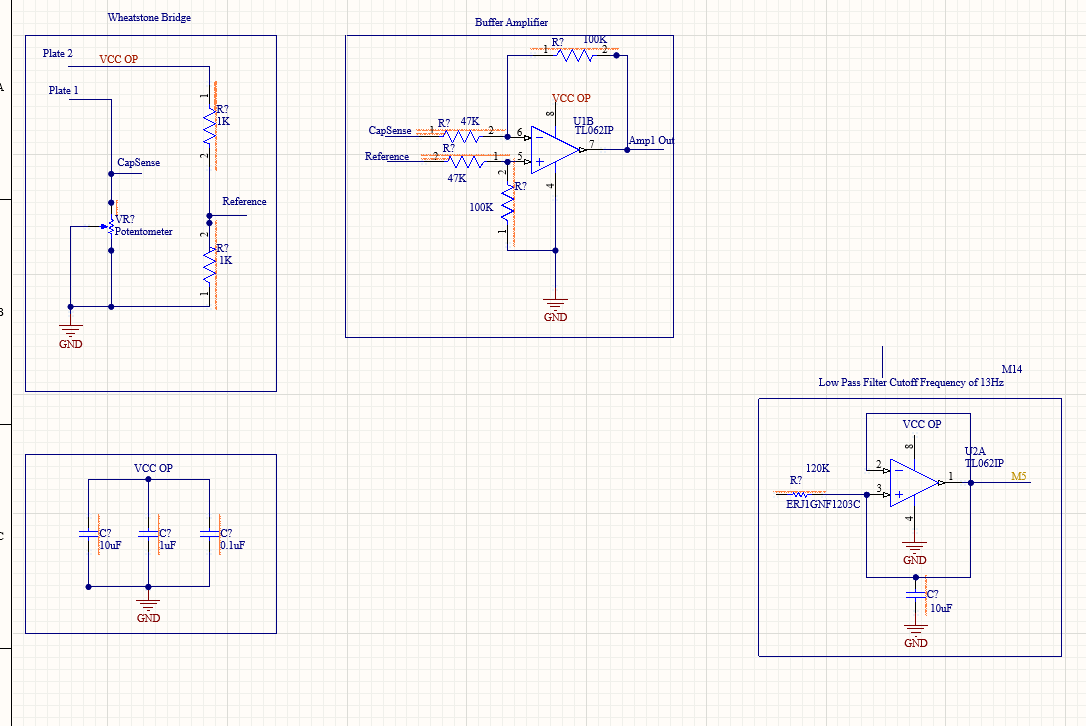 Wheatstone Bridge
Plate 2
VCC OP
Plate 1
1
R?
1K
2
CapSense
Reference
VR?
Potentometer
2
R?
1K
1
GND
Buffer Amplifier
1
R?
100K
2
VCC OP
8
U1B
TL062IP
CapSense
1
R?
47K
2
6
7
Amp1 Out
Reference
2
R?
1
5
47K
2
R?
100K
4
1
GND
A
B
C
M14
Low Pass Filter Cutoff Frequency of 13Hz
VCC OP
8
U2A
TL062IP
2
120K
R?
3
1
M5
ERJ1GNF1203C
4
GND
C?
10uF
GND
VCC OP
C?
10uF
C?
1uF
C?
0.1uF
GND